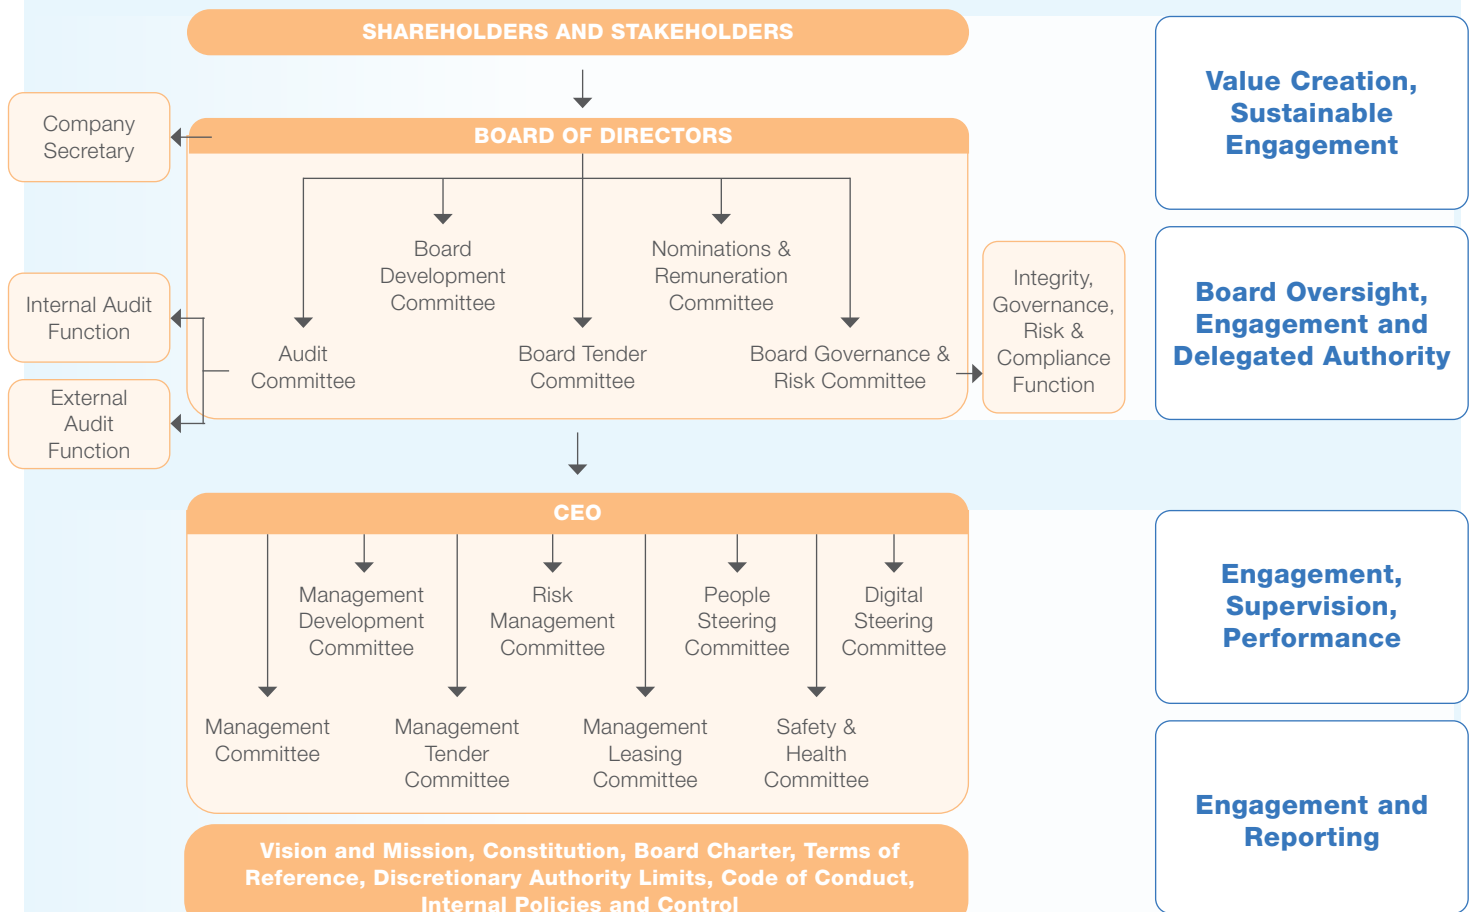 SHAREHOLDERS AND STAKEHOLDERS
Company
Secretary
BOARD OF DIRECTORS
Board
Development
Committee
Nominations &
Remuneration
Committee
Audit
Committee
Board Tender
Committee
Board Governance &
Risk Committee
Internal Audit
Function
External
Audit
Function
Integrity,
Governance,
Risk &
Compliance
Function
CEO
Management
Development
Committee
Risk
Management
Committee
People
Steering
Committee
Digital
Steering
Committee
Management
Committee
Management
Tender
Committee
Management
Leasing
Committee
Safety &
Health
Committee
Vision and Mission, Constitution, Board Charter, Terms of
Reference, Discretionary Authority Limits, Code of Conduct,
Internal Policies and Control
Value Creation,
Sustainable
Engagement
Board Oversight,
Engagement and
Delegated Authority
Engagement,
Supervision,
Performance
Engagement and
Reporting